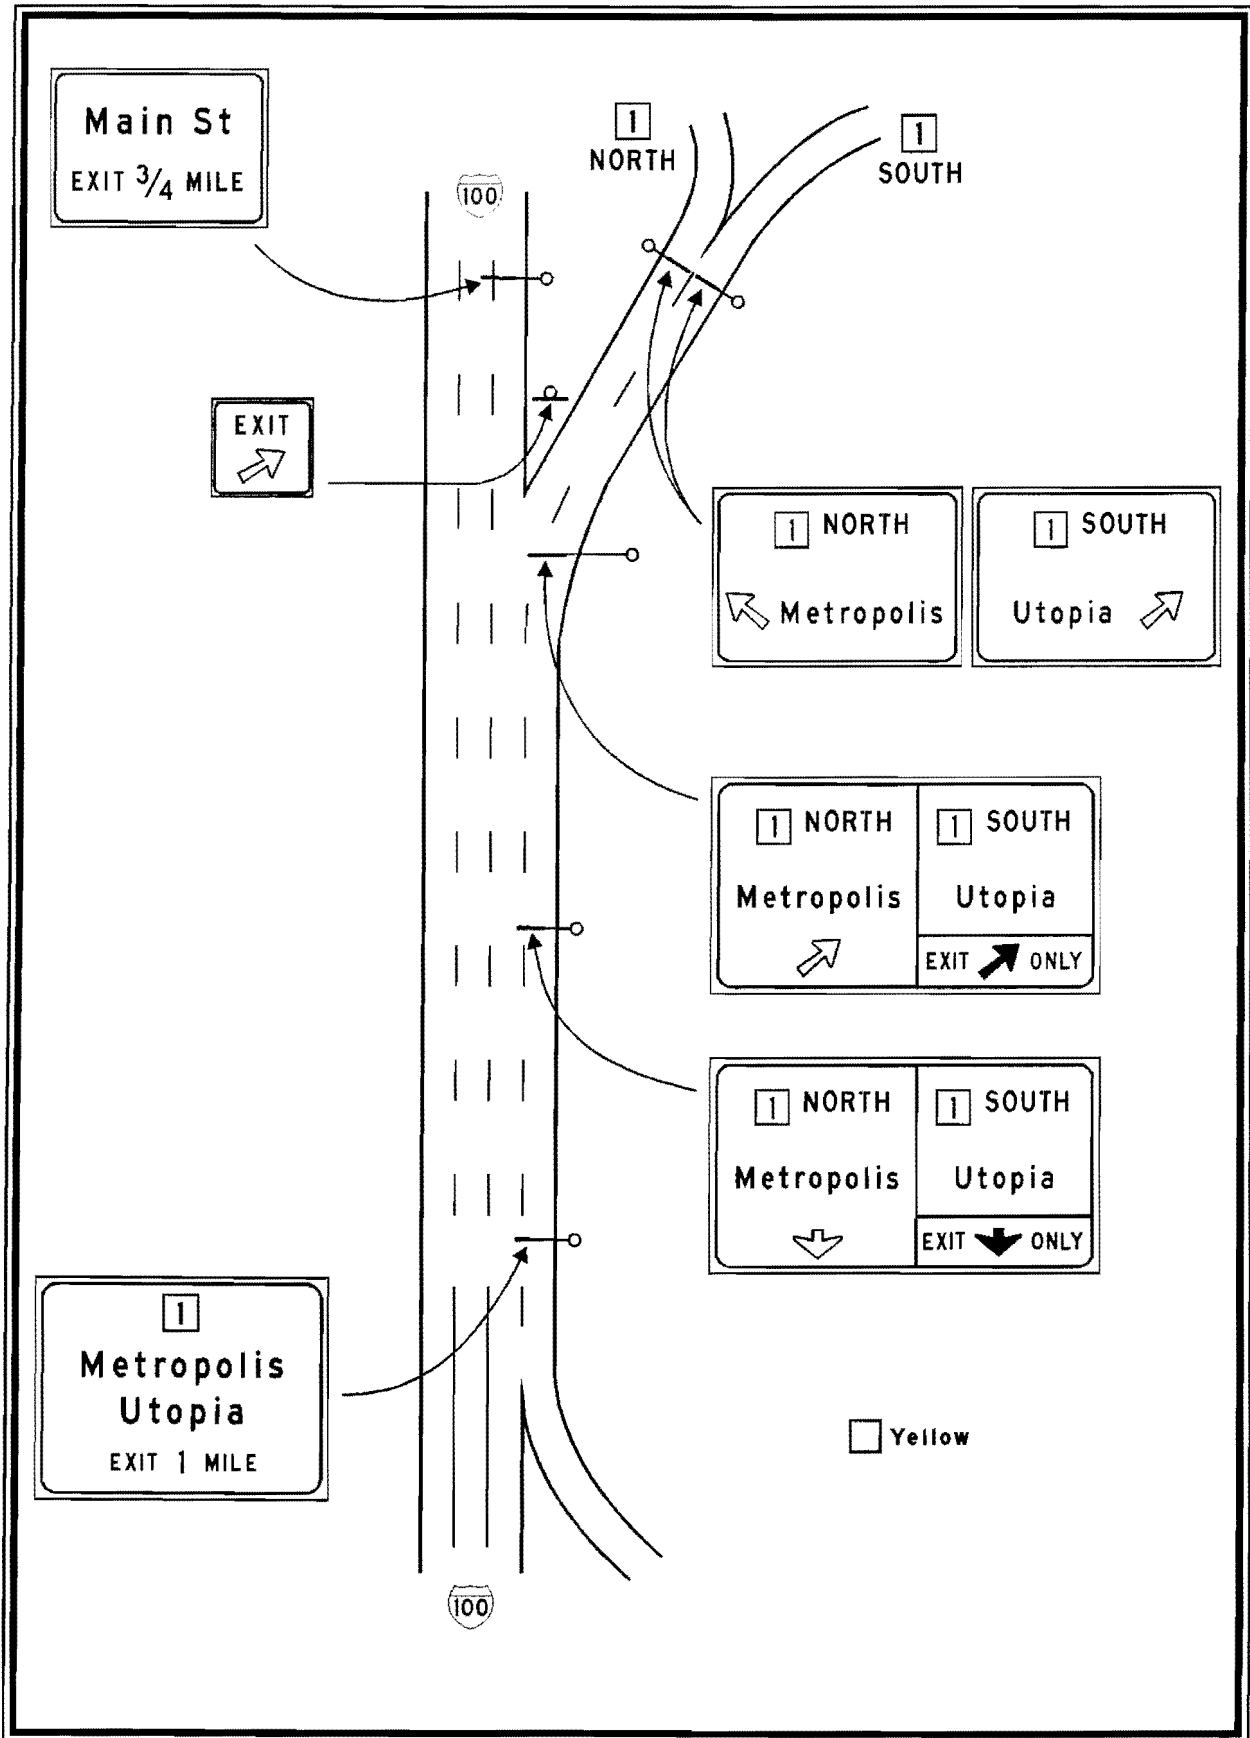 Main St
EXIT 3/4 MILE
1
NORTH
1
SOUTH
100
EXIT
1 NORTH
Metropolis
1 SOUTH
Utopia
1 NORTH
Metropolis
1 SOUTH
Utopia
EXIT ONLY
1 NORTH
Metropolis
1 SOUTH
Utopia
EXIT ONLY
1
Metropolis
Utopia
EXIT 1 MILE
Yellow
100